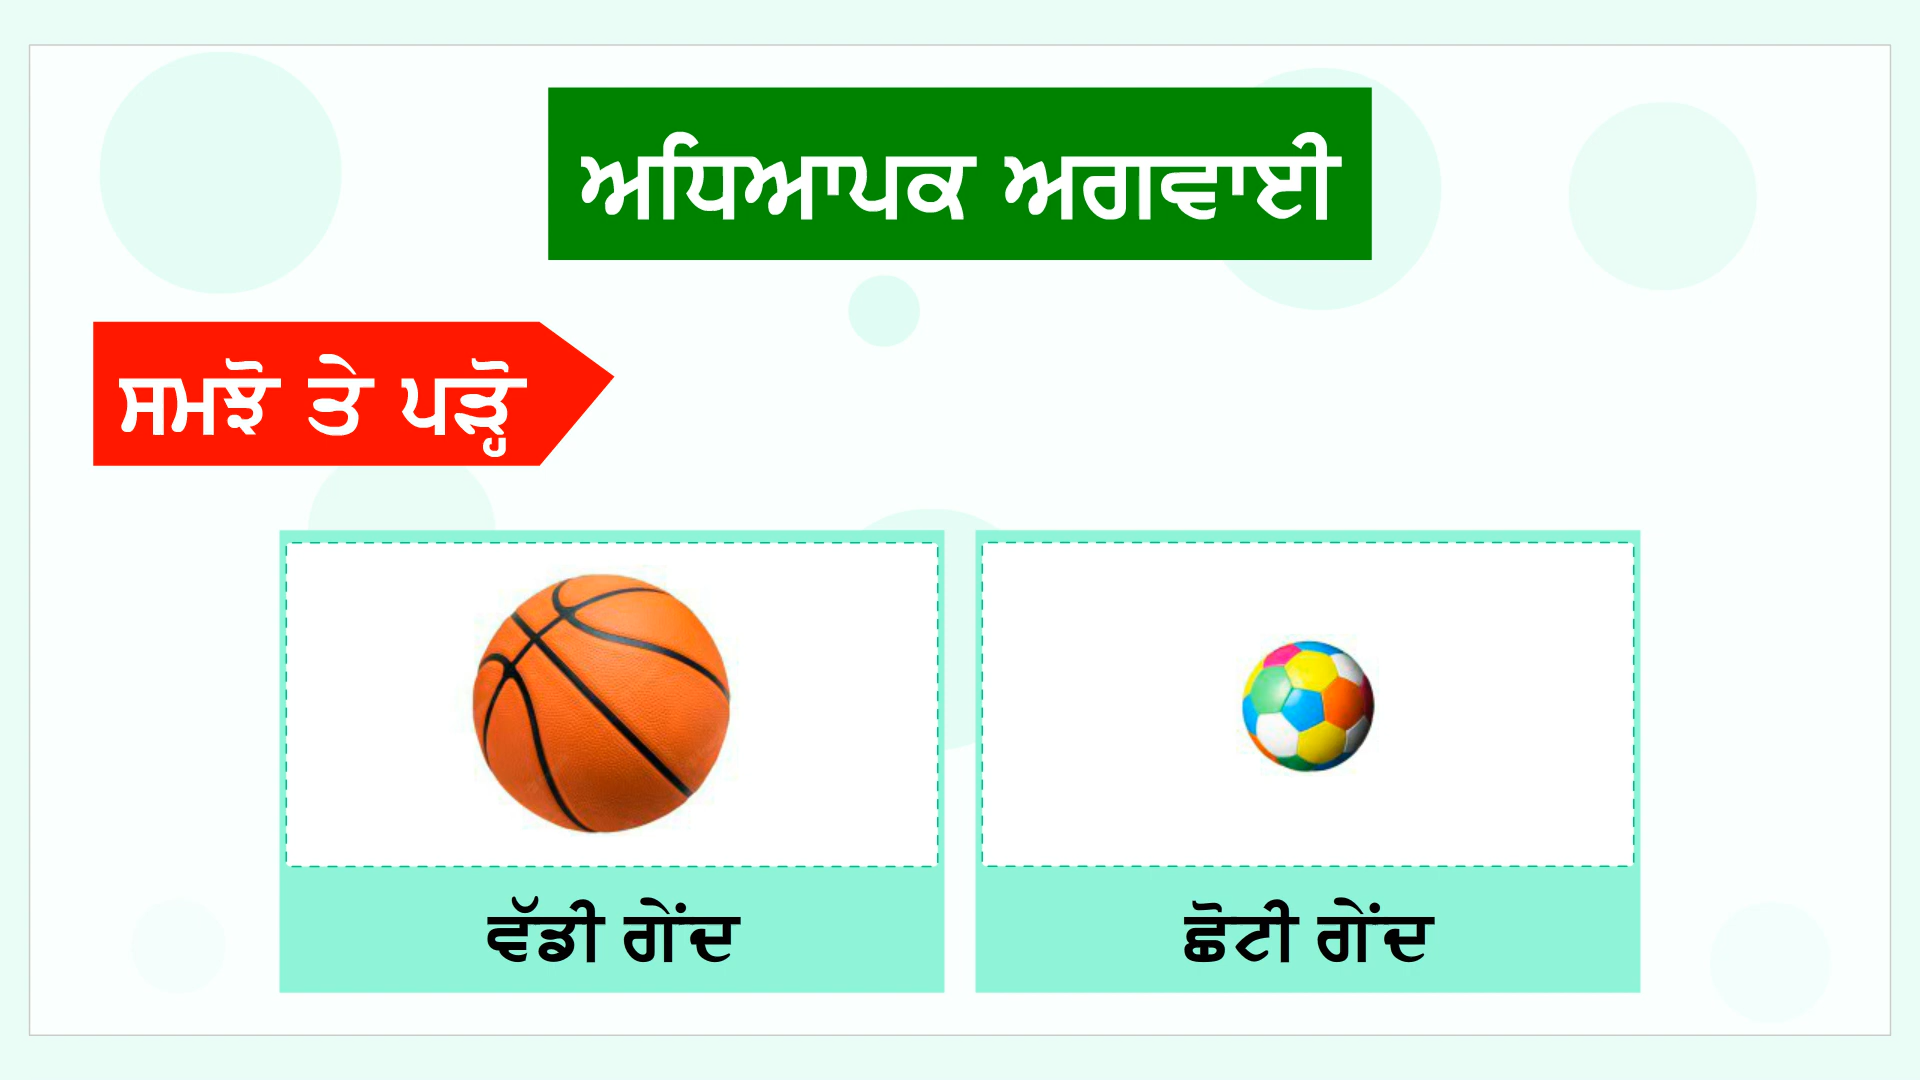 ਅਧਿਆਪਕ ਅਗਵਾਈ
ਸਮਝੋ ਤੇ ਪੜ੍ਹੋ
ਵੱਡੀ ਗੇਂਦ
ਛੋਟੀ ਗੇਂਦ